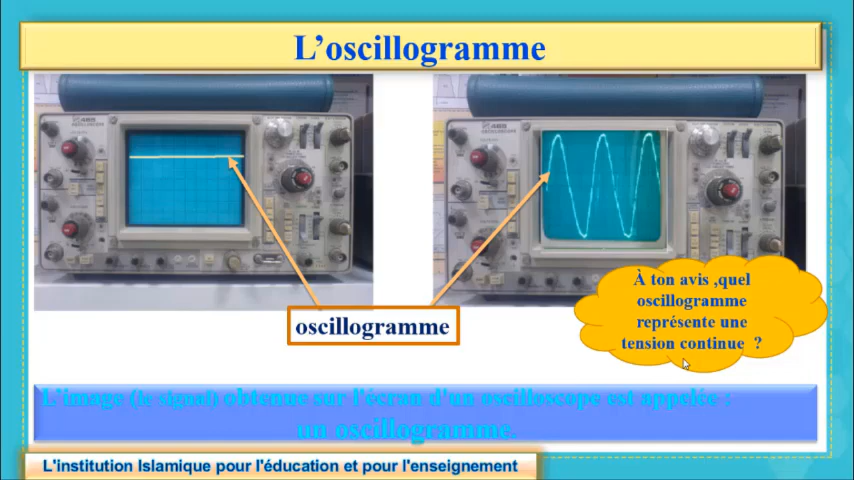 L'oscillogramme
oscillogramme
À ton avis ,quel
oscillogramme
représente une
tension continue ?
L'image (le signal) obtenue sur l'écran d'un oscilloscope est appelée :
un oscillogramme.
L'institution Islamique pour l'éducation et pour l'enseignement